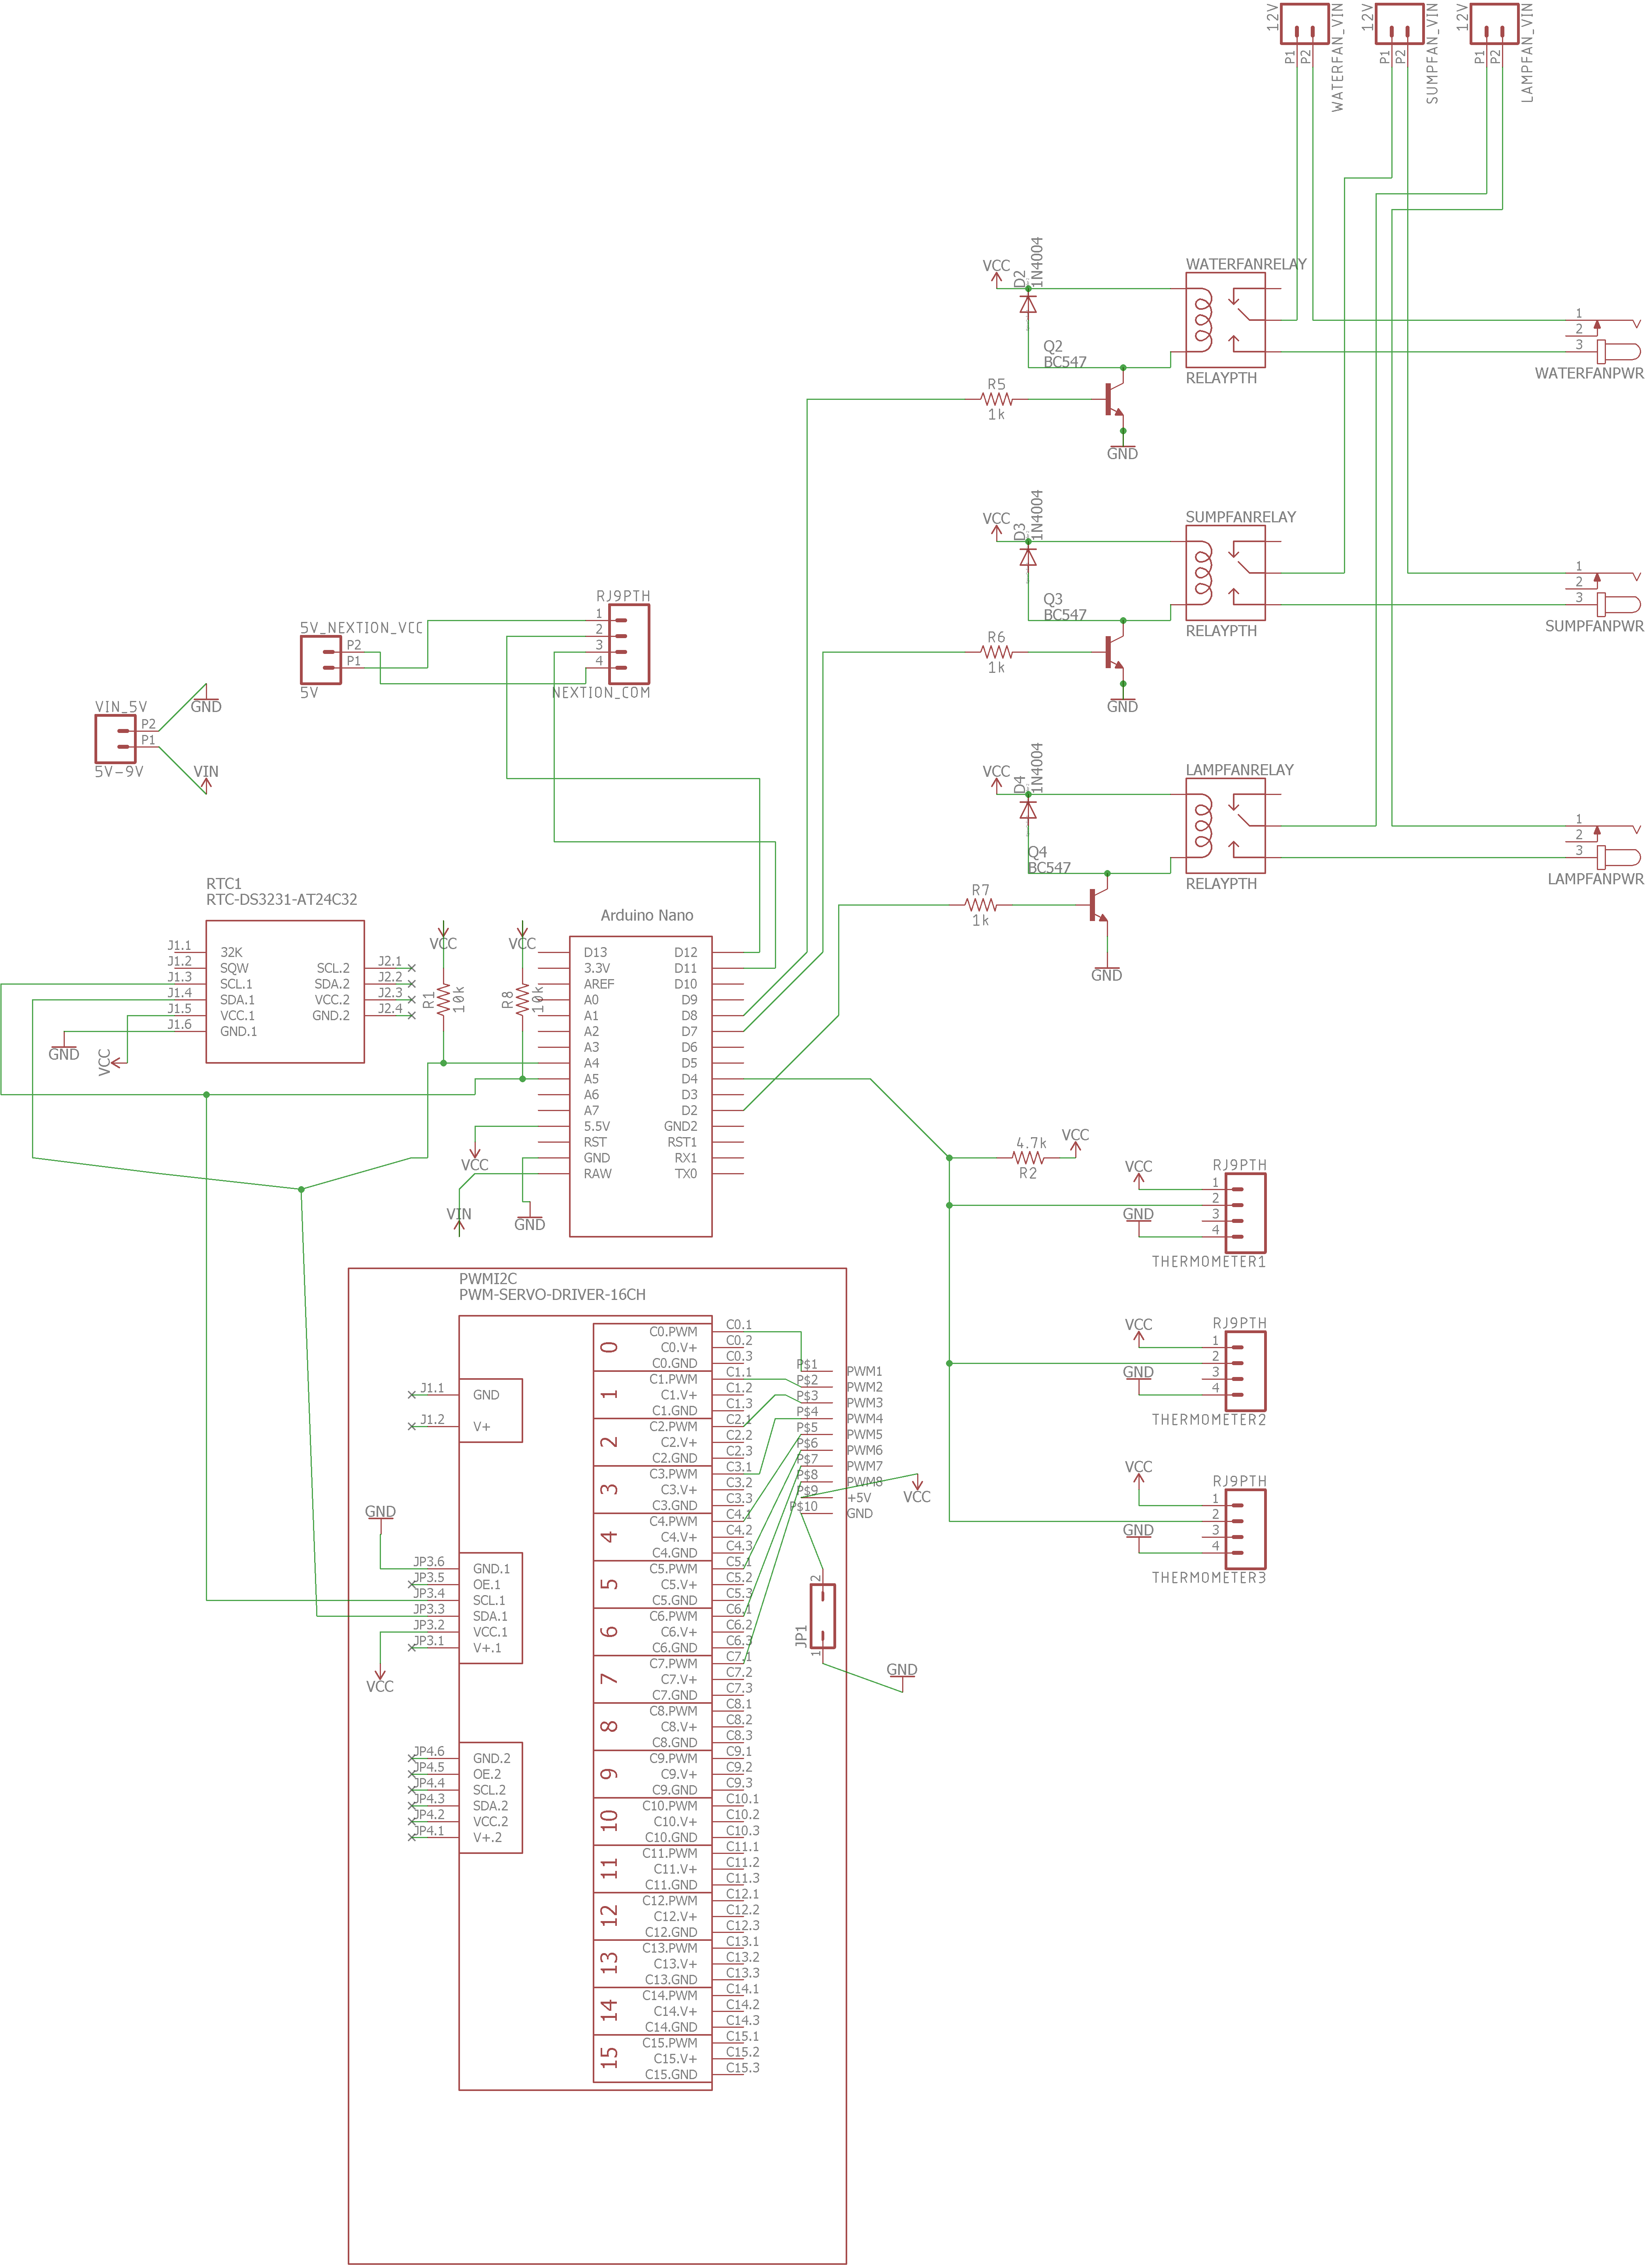 12V
P1
P2
WATERFAN_VIN
12V
P1
P2
SUMPFAN_VIN
12V
P1
P2
LAMPFAN_VIN
VCC
D2
1N4004
WATERFANRELAY
RELAYPTH
Q2
BC547
R5
1k
GND
1
2
3
WATERFANPWR
VCC
D3
1N4004
SUMPFANRELAY
RELAYPTH
Q3
BC547
R6
1k
GND
1
2
3
SUMPFANPWR
VCC
D4
1N4004
LAMPFANRELAY
RELAYPTH
Q4
BC547
R7
1k
GND
1
2
3
LAMPFANPWR
RJ9PTH
1
2
3
4
NEXTION_COM
5V_NEXTION_VCC
P2
P1
5V
VIN_5V
P2
P1
5V-9V
GND
VIN
RTC1
RTC-DS3231-AT24C32
J1.1
J1.2
J1.3
J1.4
J1.5
J1.6
32K
SQW
SCL.1
SDA.1
VCC.1
GND.1
SCL.2
SDA.2
VCC.2
GND.2
J2.1
J2.2
J2.3
J2.4
GND
VCC
VCC
R1
10k
VCC
R8
10k
Arduino Nano
D13
3.3V
AREF
A0
A1
A2
A3
A4
A5
A6
A7
5.5V
RST
GND
RAW
D12
D11
D10
D9
D8
D7
D6
D5
D4
D3
D2
GND2
RST1
RX1
TX0
VCC
VIN
GND
4.7k
R2
VCC
VCC
GND
RJ9PTH
1
2
3
4
THERMOMETER1
VCC
GND
RJ9PTH
1
2
3
4
THERMOMETER2
VCC
GND
RJ9PTH
1
2
3
4
THERMOMETER3
PWMI2C
PWM-SERVO-DRIVER-16CH
J1.1
GND
J1.2
V+
GND
JP3.6
JP3.5
JP3.4
JP3.3
JP3.2
JP3.1
GND.1
OE.1
SCL.1
SDA.1
VCC.1
V+.1
VCC
JP4.6
JP4.5
JP4.4
JP4.3
JP4.2
JP4.1
GND.2
OE.2
SCL.2
SDA.2
VCC.2
V+.2
0
C0.PWM C0.1
C0.V+ C0.2
C0.GND C0.3
1
C1.PWM C1.1
C1.V+ C1.2
C1.GND C1.3
2
C2.PWM C2.1
C2.V+ C2.2
C2.GND C2.3
3
C3.PWM C3.1
C3.V+ C3.2
C3.GND C3.3
4
C4.PWM C4.1
C4.V+ C4.2
C4.GND C4.3
5
C5.PWM C5.1
C5.V+ C5.2
C5.GND C5.3
6
C6.PWM C6.1
C6.V+ C6.2
C6.GND C6.3
7
C7.PWM C7.1
C7.V+ C7.2
C7.GND C7.3
8
C8.PWM C8.1
C8.V+ C8.2
C8.GND C8.3
9
C9.PWM C9.1
C9.V+ C9.2
C9.GND C9.3
10
C10.PWM C10.1
C10.V+ C10.2
C10.GND C10.3
11
C11.PWM C11.1
C11.V+ C11.2
C11.GND C11.3
12
C12.PWM C12.1
C12.V+ C12.2
C12.GND C12.3
13
C13.PWM C13.1
C13.V+ C13.2
C13.GND C13.3
14
C14.PWM C14.1
C14.V+ C14.2
C14.GND C14.3
15
C15.PWM C15.1
C15.V+ C15.2
C15.GND C15.3
P$1 PWM1
P$2 PWM2
P$3 PWM3
P$4 PWM4
P$5 PWM5
P$6 PWM6
P$7 PWM7
P$8 PWM8
P$9 +5V
P$10 GND
VCC
2
JP1
1
GND